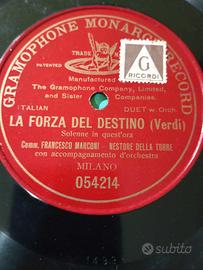 GRAMOPHONE MONARCH RECORD
TRADE
PATENTED
G
RICORDI
Manufactured
The Gramophone Company, Limited,
and Sister Companies.
ITALIAN
DUET w. Orch.
LA FORZA DEL DESTINO (Verdi)
Solenne in quest'ora
Comm. FRANCESCO MARCONI - NESTORE DELLA TORRE
con accompagnamento d'orchestra
MILANO
054214
subito